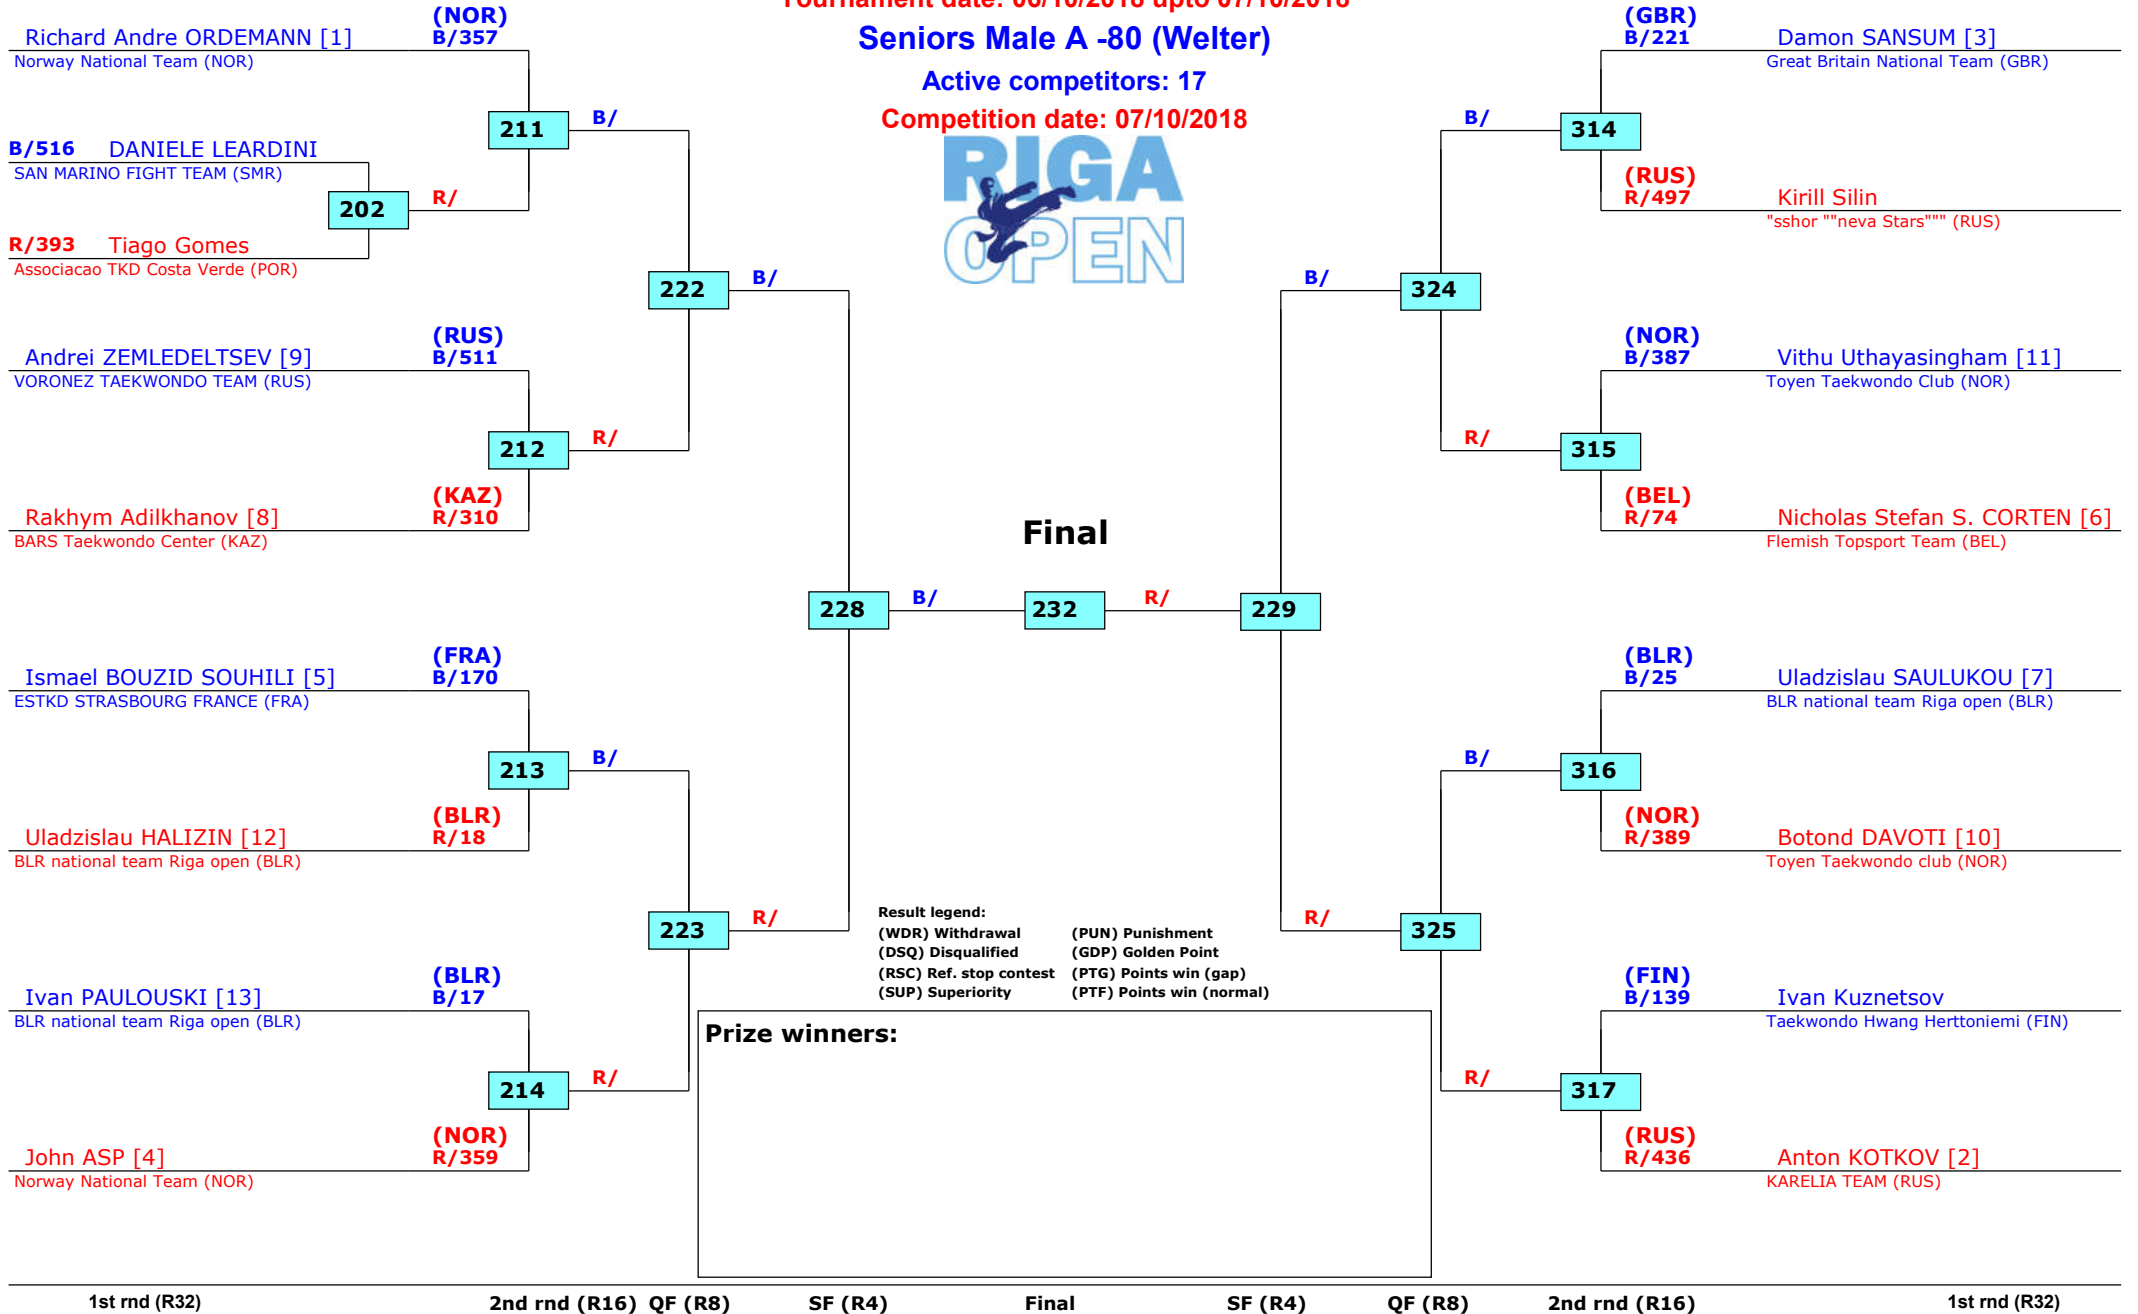 Tournament date: 06/10/2018 upto 07/10/2018
Seniors Male A -80 (Welter)
Active competitors: 17
Competition date: 07/10/2018
RIGA
OPEN
(NOR)
Richard Andre ORDEMANN [1] B/357
Norway National Team (NOR)
211
B/
B/516 DANIELE LEARDINI
SAN MARINO FIGHT TEAM (SMR)
202
R/
R/393 Tiago Gomes
Associacao TKD Costa Verde (POR)
222
B/
(RUS)
Andrei ZEMLEDELTSEV [9] B/511
VORONEZ TAEKWONDO TEAM (RUS)
212
R/
(KAZ)
Rakhym Adilkhanov [8] R/310
BARS Taekwondo Center (KAZ)
228
B/
(FRA)
Ismael BOUZID SOUHILI [5] B/170
ESTKD STRASBOURG FRANCE (FRA)
213
B/
(BLR)
Uladzislau HALIZIN [12] R/18
BLR national team Riga open (BLR)
223
R/
(BLR)
Ivan PAULOUSKI [13] B/17
BLR national team Riga open (BLR)
214
R/
(NOR)
John ASP [4] R/359
Norway National Team (NOR)
Final
232
R/
229
(GBR)
B/221 Damon SANSUM [3]
Great Britain National Team (GBR)
B/
314
(RUS)
R/497 Kirill Silin
"sshor ""neva Stars""" (RUS)
B/
324
(NOR)
B/387 Vithu Uthayasingham [11]
Toyen Taekwondo Club (NOR)
R/
315
(BEL)
R/74 Nicholas Stefan S. CORTEN [6]
Flemish Topsport Team (BEL)
(BLR)
B/25 Uladzislau SAULUKOU [7]
BLR national team Riga open (BLR)
B/
316
(NOR)
R/389 Botond DAVOTI [10]
Toyen Taekwondo club (NOR)
R/
325
(FIN)
B/139 Ivan Kuznetsov
Taekwondo Hwang Herttoniemi (FIN)
R/
317
(RUS)
R/436 Anton KOTKOV [2]
KARELIA TEAM (RUS)
Result legend:
(WDR) Withdrawal (PUN) Punishment
(DSQ) Disqualified (GDP) Golden Point
(RSC) Ref. stop contest (PTG) Points win (gap)
(SUP) Superiority (PTF) Points win (normal)
Prize winners:
1st rnd (R32) 2nd rnd (R16) QF (R8) SF (R4) Final SF (R4) QF (R8) 2nd rnd (R16) 1st rnd (R32)